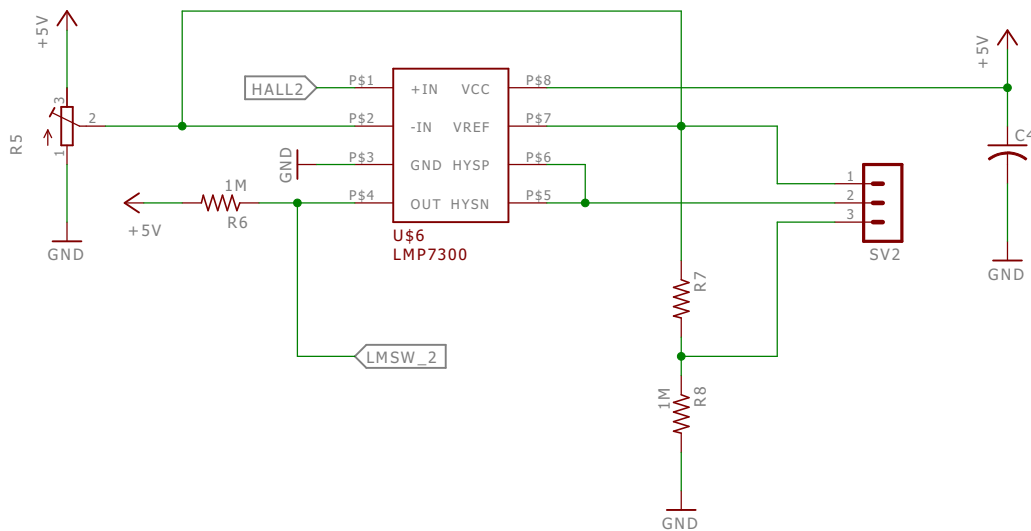 +5V
3
2
1
R5
GND
HALL2
P$1
P$2
P$3
P$4
GND
+IN
-IN
GND
OUT
VCC
VREF
HYSP
HYSN
P$8
P$7
P$6
P$5
U$6
LMP7300
+5V
1M
R6
LMSW_2
R7
1M
R8
GND
1
2
3
SV2
+5V
C4
GND